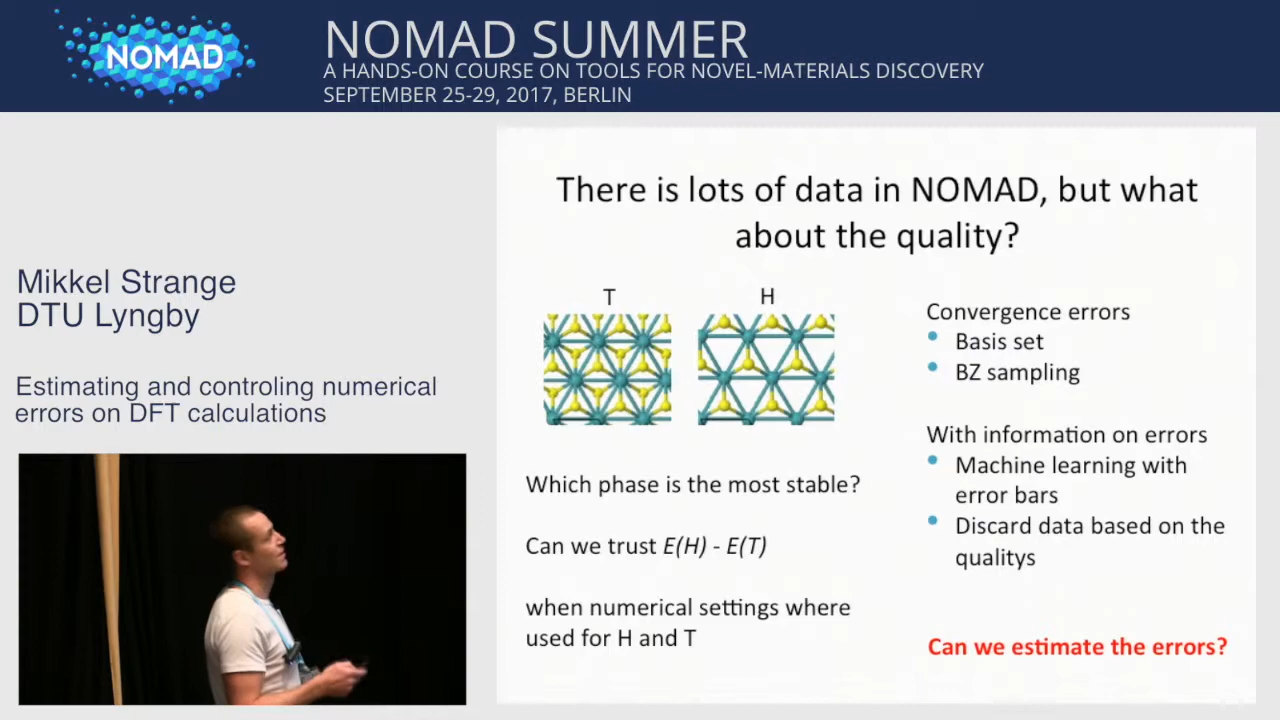 NOMAD
NOMAD SUMMER
A HANDS-ON COURSE ON TOOLS FOR NOVEL-MATERIALS DISCOVERY
SEPTEMBER 25-29, 2017, BERLIN
Mikkel Strange
DTU Lyngby
Estimating and controling numerical
errors on DFT calculations
There is lots of data in NOMAD, but what
about the quality?
T
H
Which phase is the most stable?
Can we trust E(H) - E(T)
when numerical settings where
used for H and T
Convergence errors
• Basis set
• BZ sampling
With information on errors
• Machine learning with
error bars
• Discard data based on the
qualitys
Can we estimate the errors?